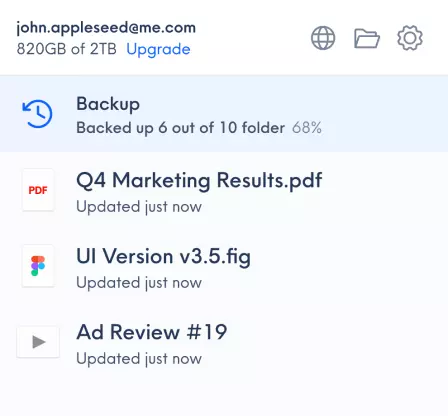 john.appleseed@me.com
820GB of 2TB Upgrade
Backup
Backed up 6 out of 10 folder 68%
PDF
Q4 Marketing Results.pdf
Updated just now
UI Version v3.5.fig
Updated just now
Ad Review #19
Updated just now